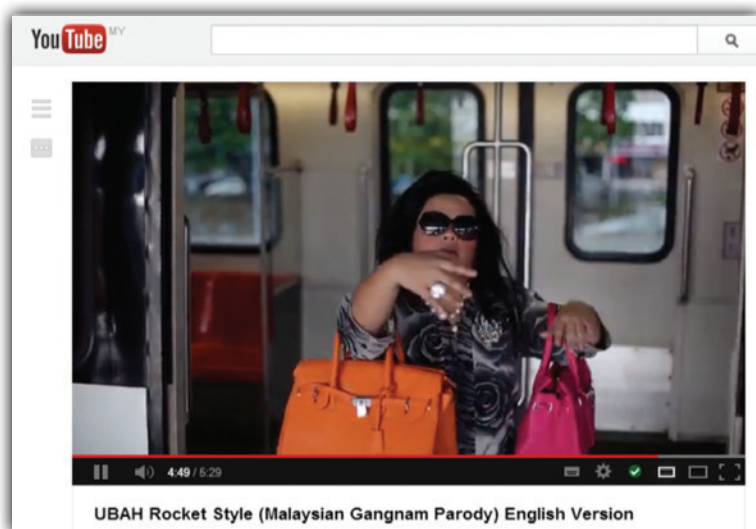 YouTube MY
4:49 / 5:29
UBAH Rocket Style (Malaysian Gangnam Parody) English Version